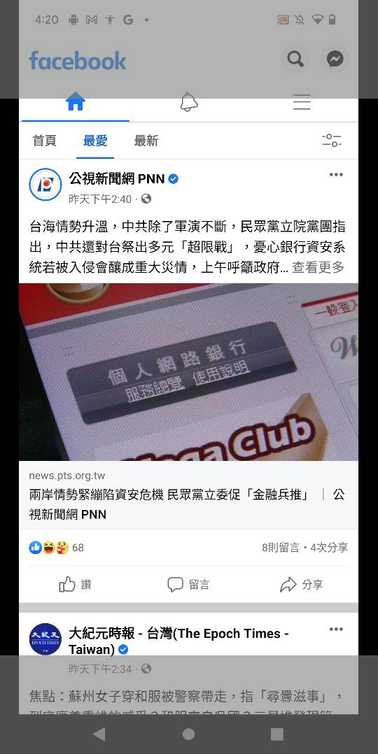 4:20
facebook
首頁
最愛
最新
公視新聞網 PNN
昨天下午2:40
台海情勢升溫，中共除了軍演不斷，民眾黨立院黨團指
出，中共還對台祭出多元「超限戰」，憂心銀行資安系
統若被入侵會釀成重大災情，上午呼籲政府... 查看更多
一般登入
個人網路銀行
服務總覽 使用說明
Club
news.pts.org.tw
兩岸情勢緊繃陷資安危機 民眾黨立委促「金融兵推」 ｜ 公
視新聞網 PNN
68
8則留言・4次分享
讚
留言
分享
大紀元時報 - 台灣(The Epoch Times -
Taiwan)
昨天下午2:34
焦點：蘇州女子穿和服被警察帶走，指「尋釁滋事」，